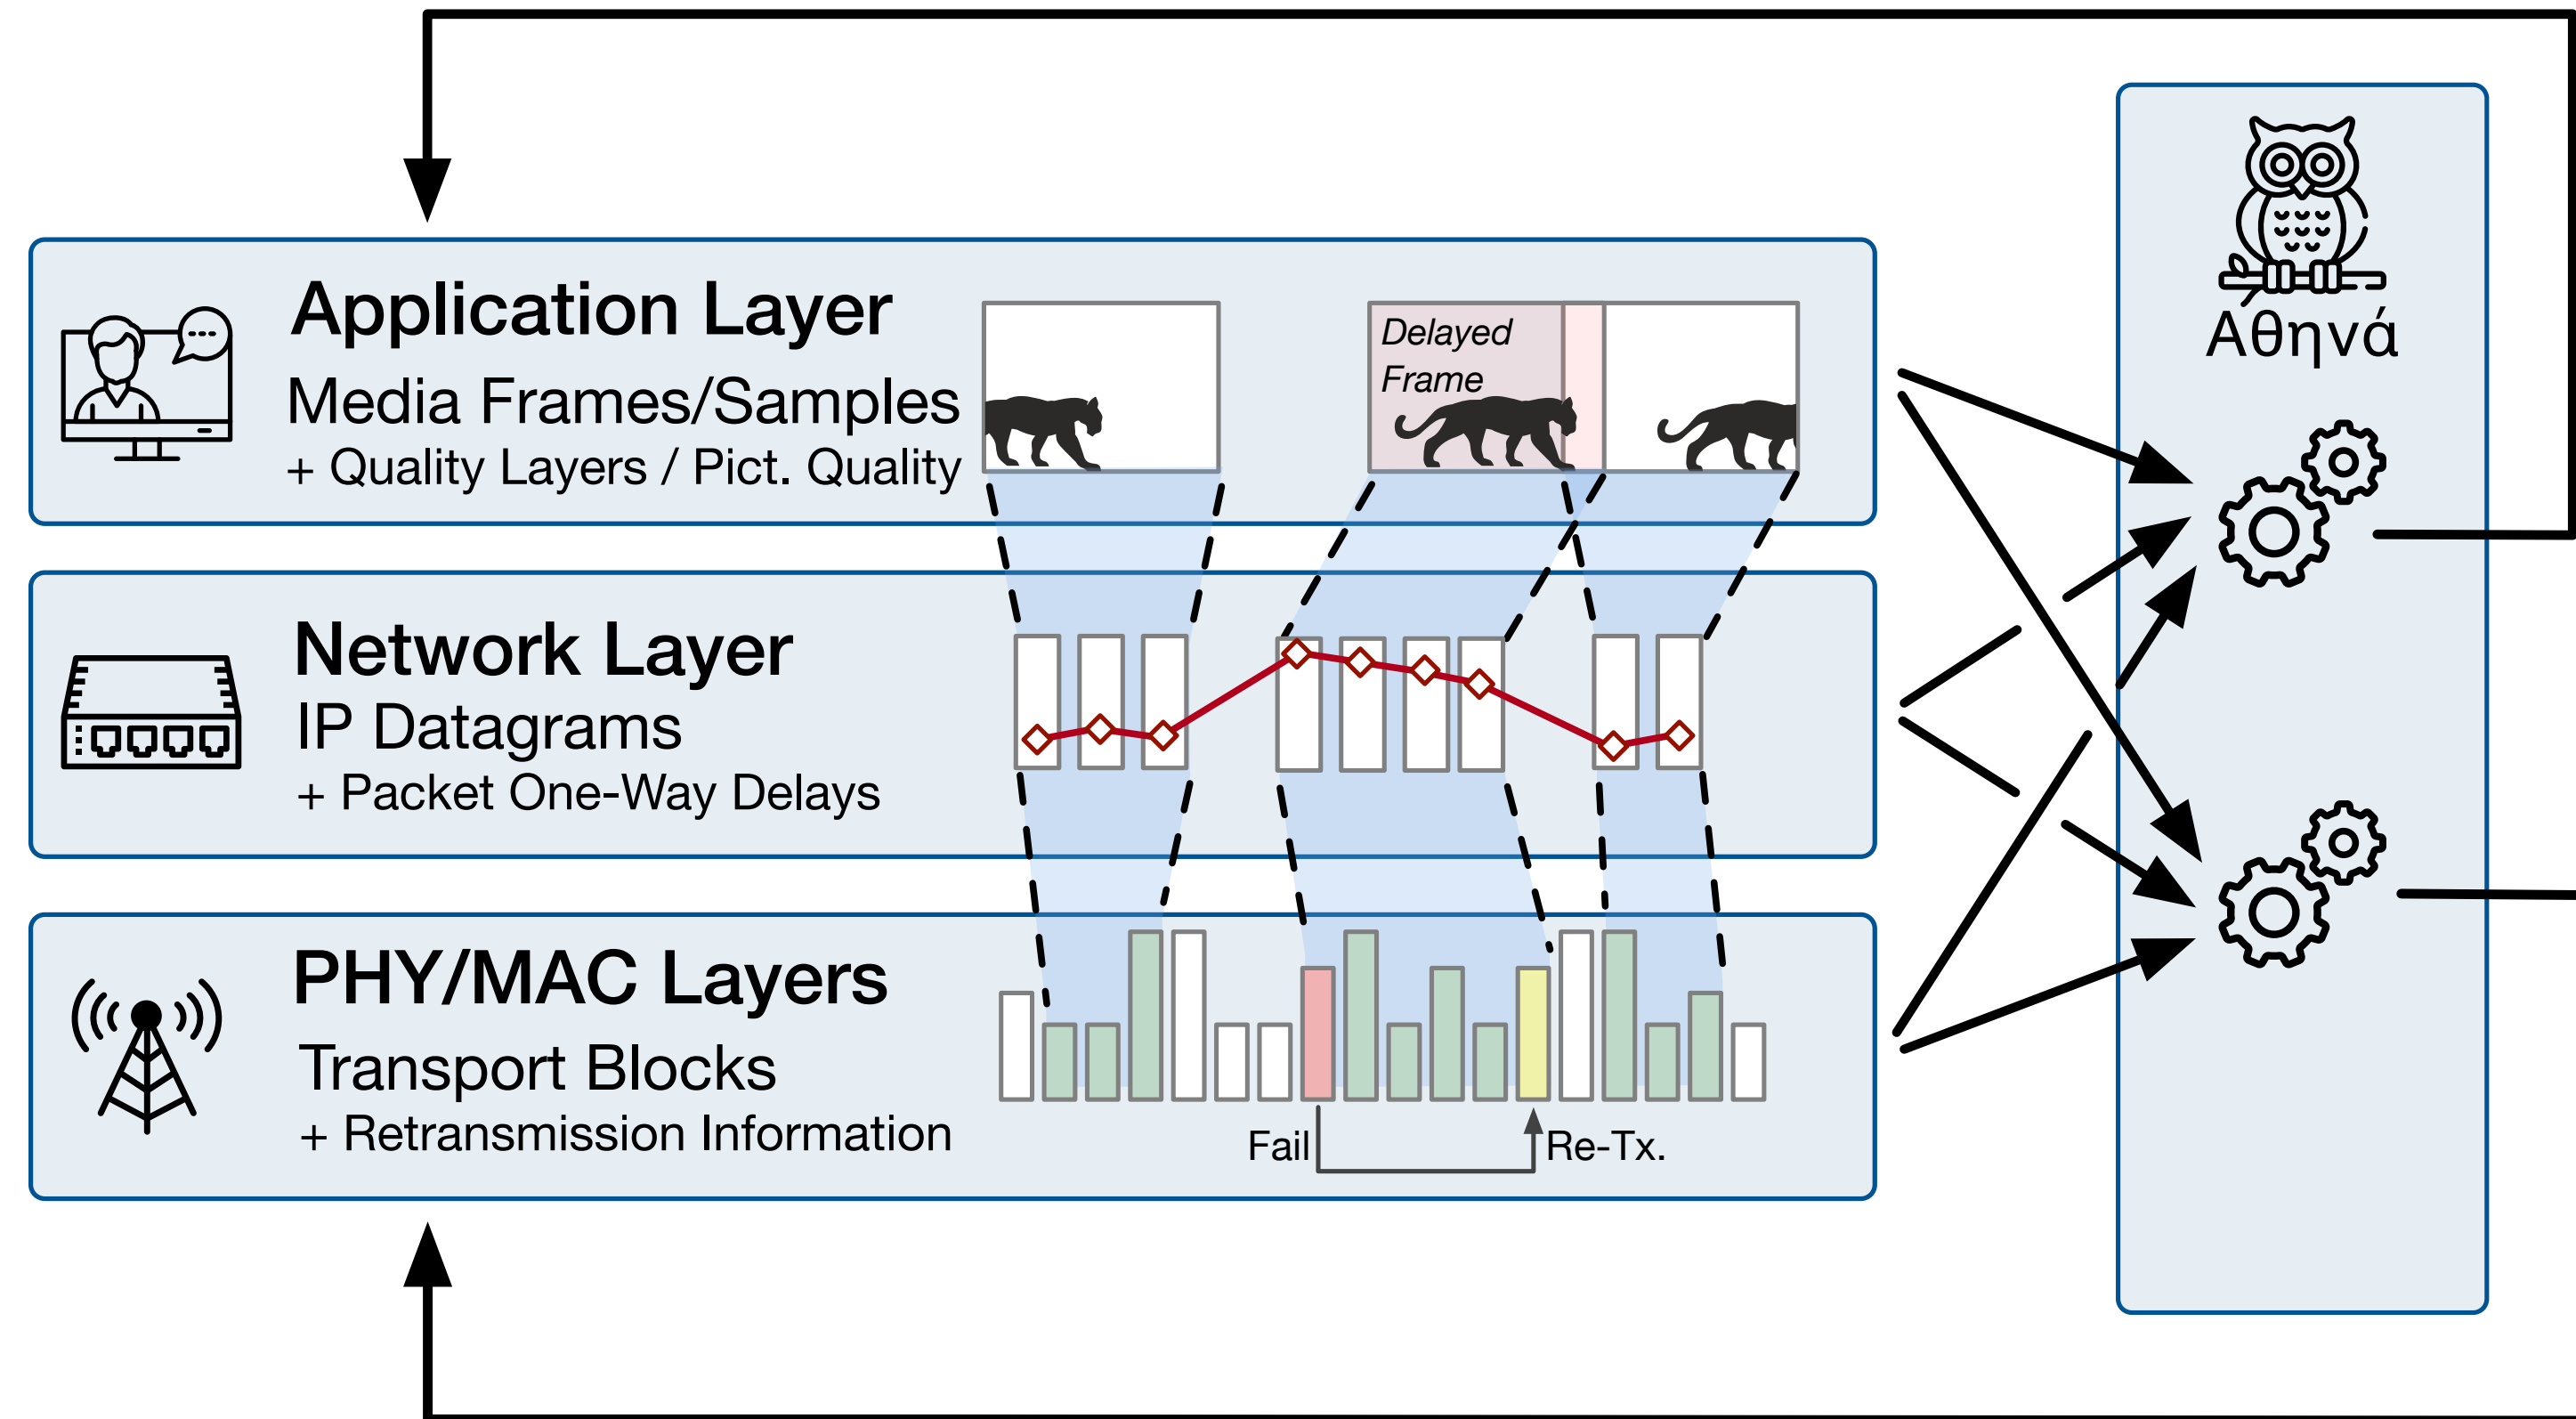 Application Layer
Media Frames/Samples
+ Quality Layers / Pict. Quality
Delayed
Frame
Network Layer
IP Datagrams
+ Packet One-Way Delays
PHY/MAC Layers
Transport Blocks
+ Retransmission Information
Fail
Re-Tx.
Αθηνά